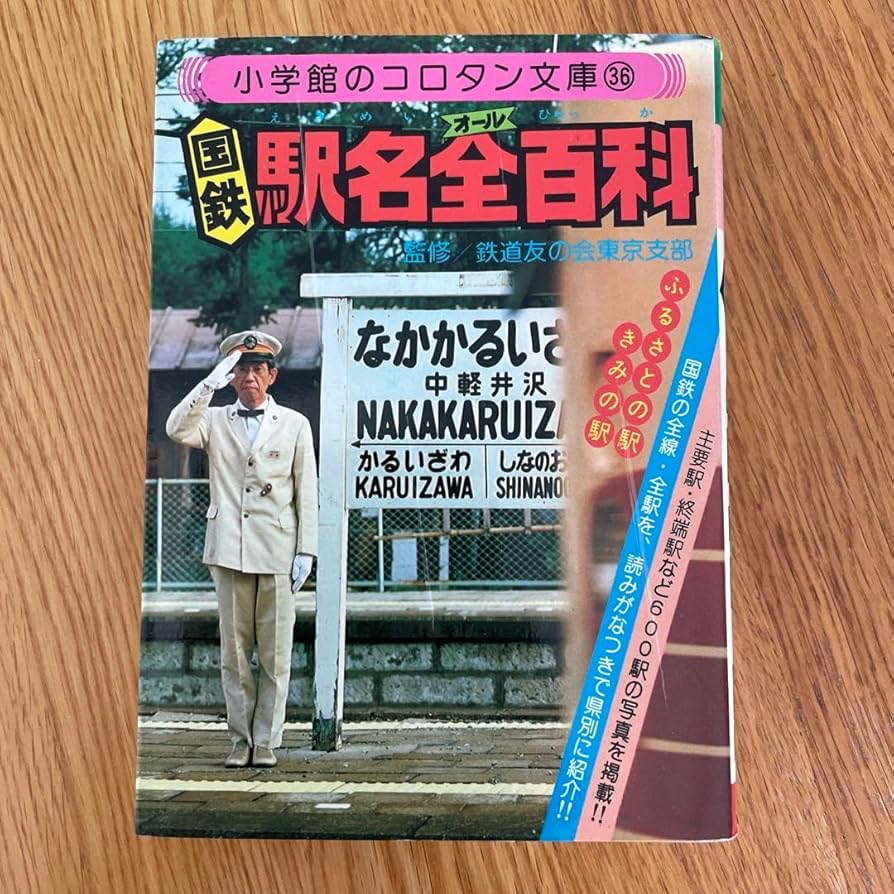 小学館のコロタン文庫㊱
国鉄
えきめいオールひゃっか
駅名全百科
監修/鉄道友の会東京支部
ふるさとの駅
きみの駅
国鉄の全線・全駅を、読みがなつきで県別に紹介!!
主要駅・終端駅など600駅の写真を掲載!!
なかかるいざ
中軽井沢
NAKAKARUIZA
かるいざわ
しなのお
KARUIZAWA
SHINANO